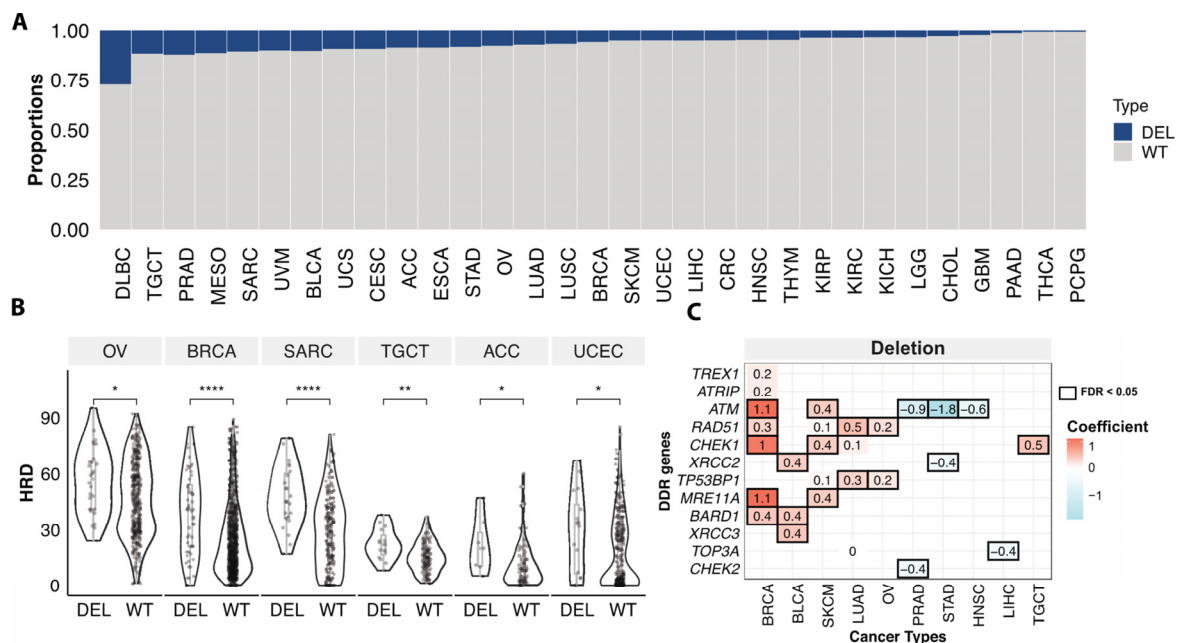 A
Proportions
1.00
0.75
0.50
0.25
0.00
Type
DEL
WT
DLBC
TGCT
PRAD
MESO
SARC
UVM
BLCA
UCS
CESC
ACC
ESCA
STAD
OV
LUAD
LUSC
BRCA
SKCM
UCEC
LIHC
CRC
HNSC
THYM
KIRP
KIRC
KICH
LGG
CHOL
GBM
PAAD
THCA
PCPG
B
OV BRCA SARC TGCT ACC UCEC
* **** **** ** * *
HRD
90
60
30
0
DEL WT DEL WT DEL WT DEL WT DEL WT DEL WT
C
Deletion
DDR genes
TREX1 0.2
ATRIP 0.2
ATM 1.1 0.4 −0.9 −1.8 −0.6
RAD51 0.3 0.1 0.5 0.2
CHEK1 1 0.4 0.1 0.5
XRCC2 0.4 −0.4
TP53BP1 0.1 0.3 0.2
MRE11A 1.1 0.4
BARD1 0.4 0.4
XRCC3 0.4
TOP3A 0 −0.4
CHEK2 −0.4
BRCA
BLCA
SKCM
LUAD
OV
PRAD
STAD
HNSC
LIHC
TGCT
Cancer Types
FDR < 0.05
Coefficient
1
0
−1